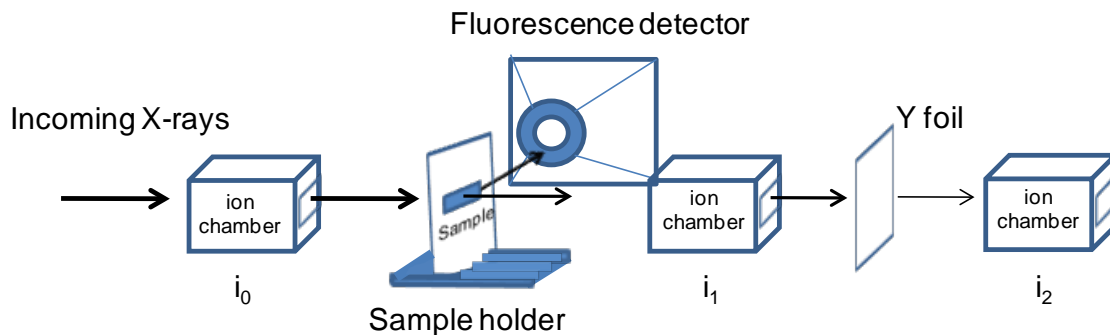 Fluorescence detector
Incoming X-rays
Y foil
ion
chamber
Sample
ion
chamber
ion
chamber
i₀
i₁
i₂
Sample holder